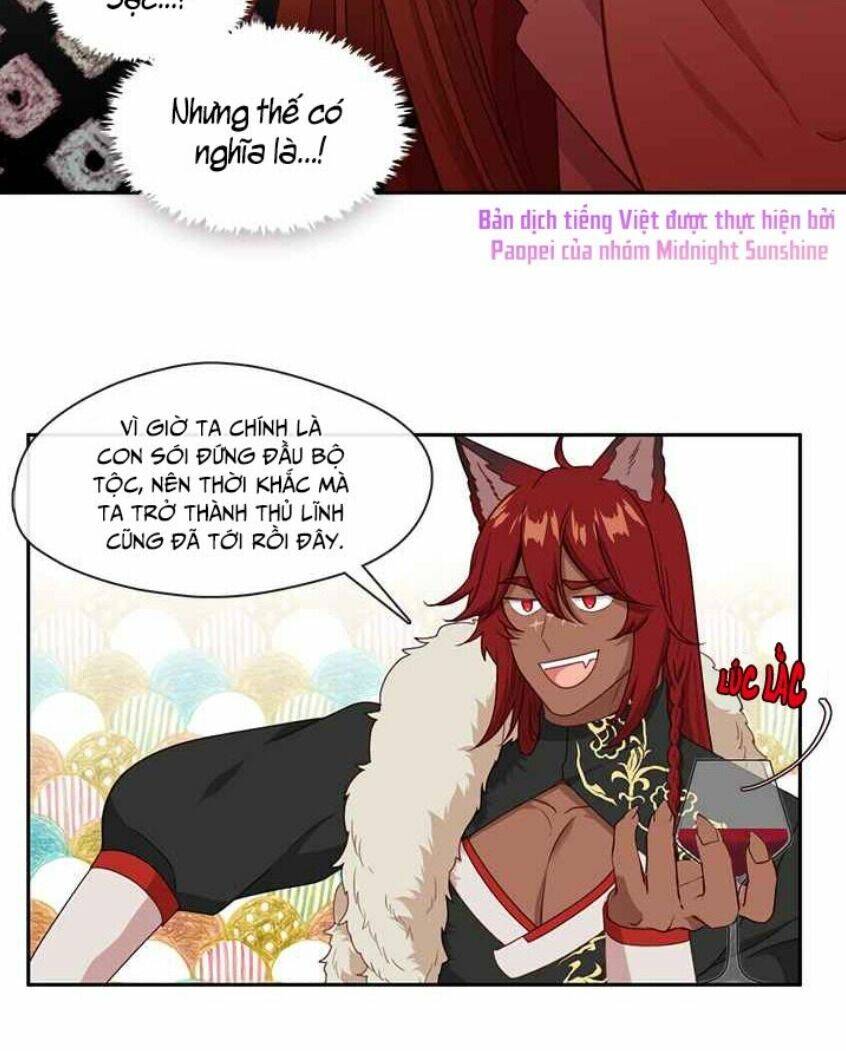 Nhưng thế có
nghĩa là...!
Bản dịch tiếng Việt được thực hiện bởi
Paopei của nhóm Midnight Sunshine
VÌ GIỜ TA CHÍNH LÀ
CON SÓI ĐỨNG ĐẦU BỘ
TỘC, NÊN THỜI KHẮC MÀ
TA TRỞ THÀNH THỦ LĨNH
CŨNG ĐÃ TỚI RỒI ĐÂY.
LÚC LẮC